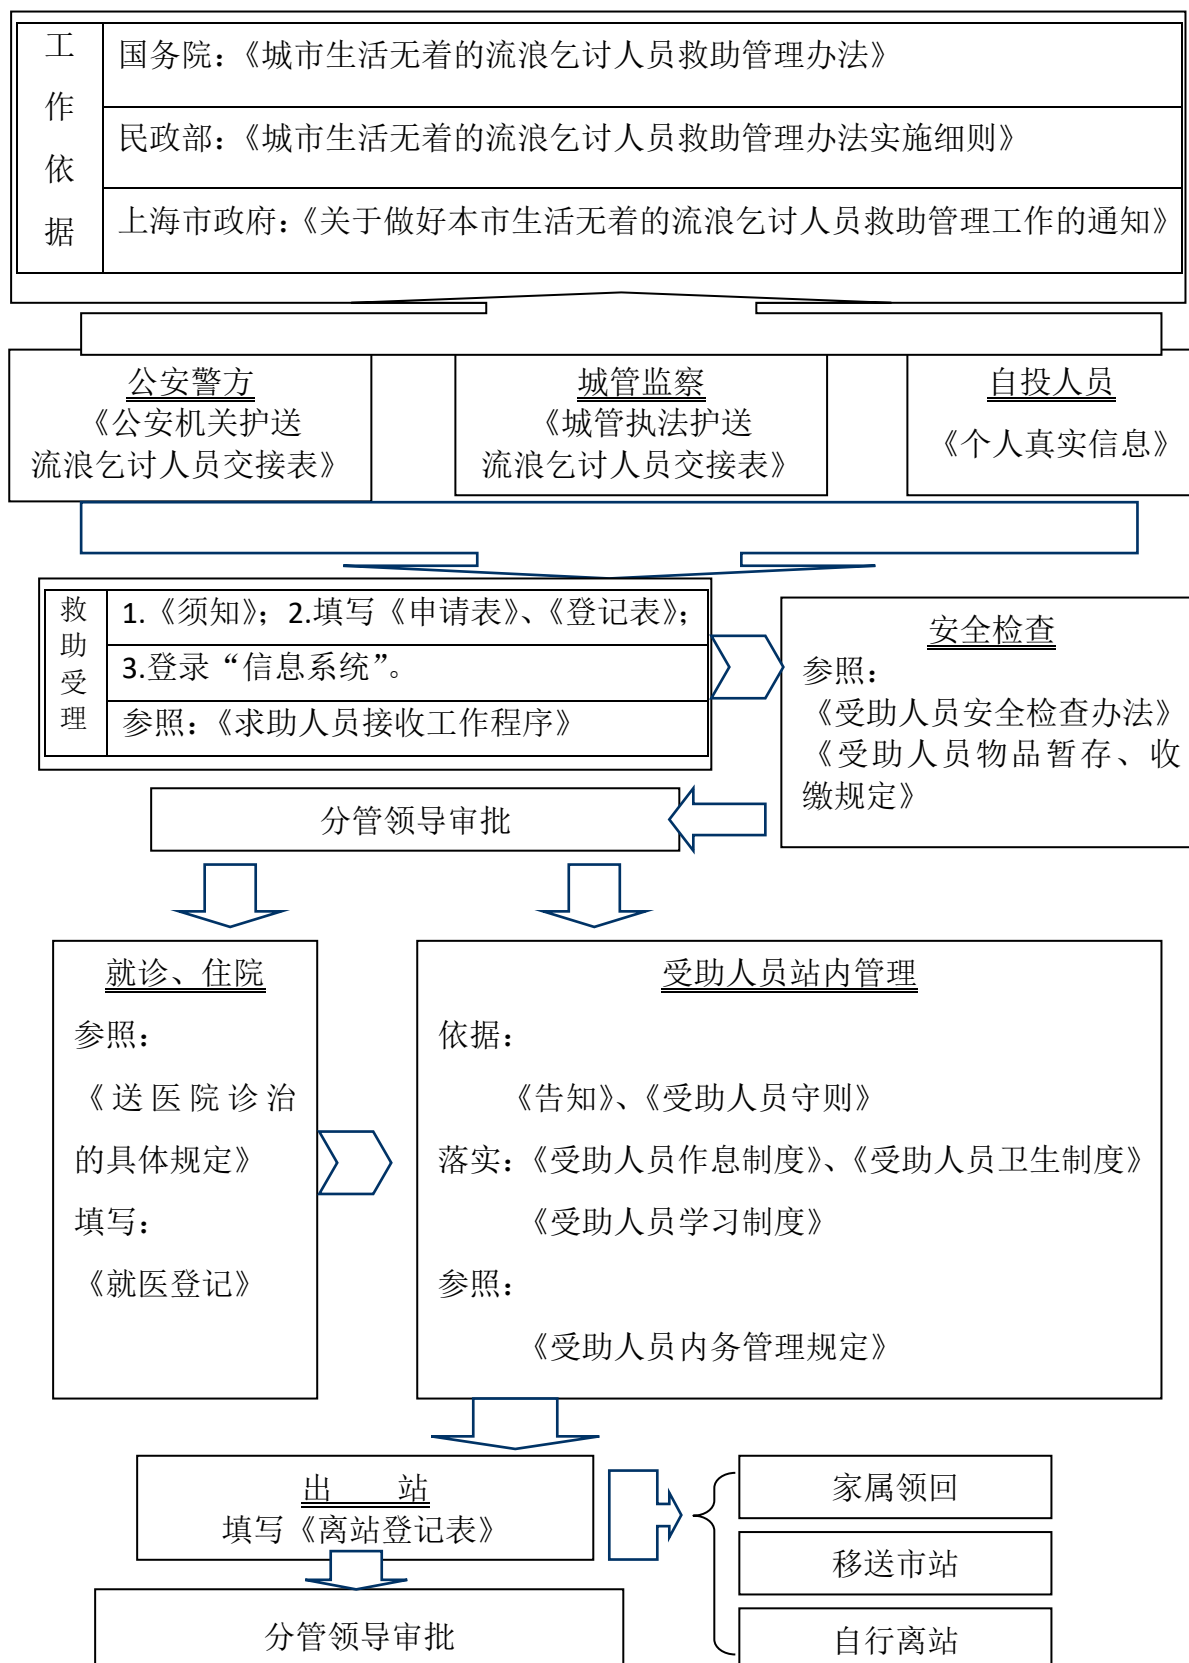 工作依据
国务院：《城市生活无着的流浪乞讨人员救助管理办法》
民政部：《城市生活无着的流浪乞讨人员救助管理办法实施细则》
上海市政府：《关于做好本市生活无着的流浪乞讨人员救助管理工作的通知》
公安警方
《公安机关护送
流浪乞讨人员交接表》
城管监察
《城管执法护送
流浪乞讨人员交接表》
自投人员
《个人真实信息》
救助受理
1.《须知》；2.填写《申请表》、《登记表》；
3.登录“信息系统”。
参照：《求助人员接收工作程序》
安全检查
参照：
《受助人员安全检查办法》
《受助人员物品暂存、收
缴规定》
分管领导审批
就诊、住院
参照：
《送医院诊治
的具体规定》
填写：
《就医登记》
受助人员站内管理
依据：
《告知》、《受助人员守则》
落实：《受助人员作息制度》、《受助人员卫生制度》
《受助人员学习制度》
参照：
《受助人员内务管理规定》
出 站
填写《离站登记表》
家属领回
移送市站
自行离站
分管领导审批